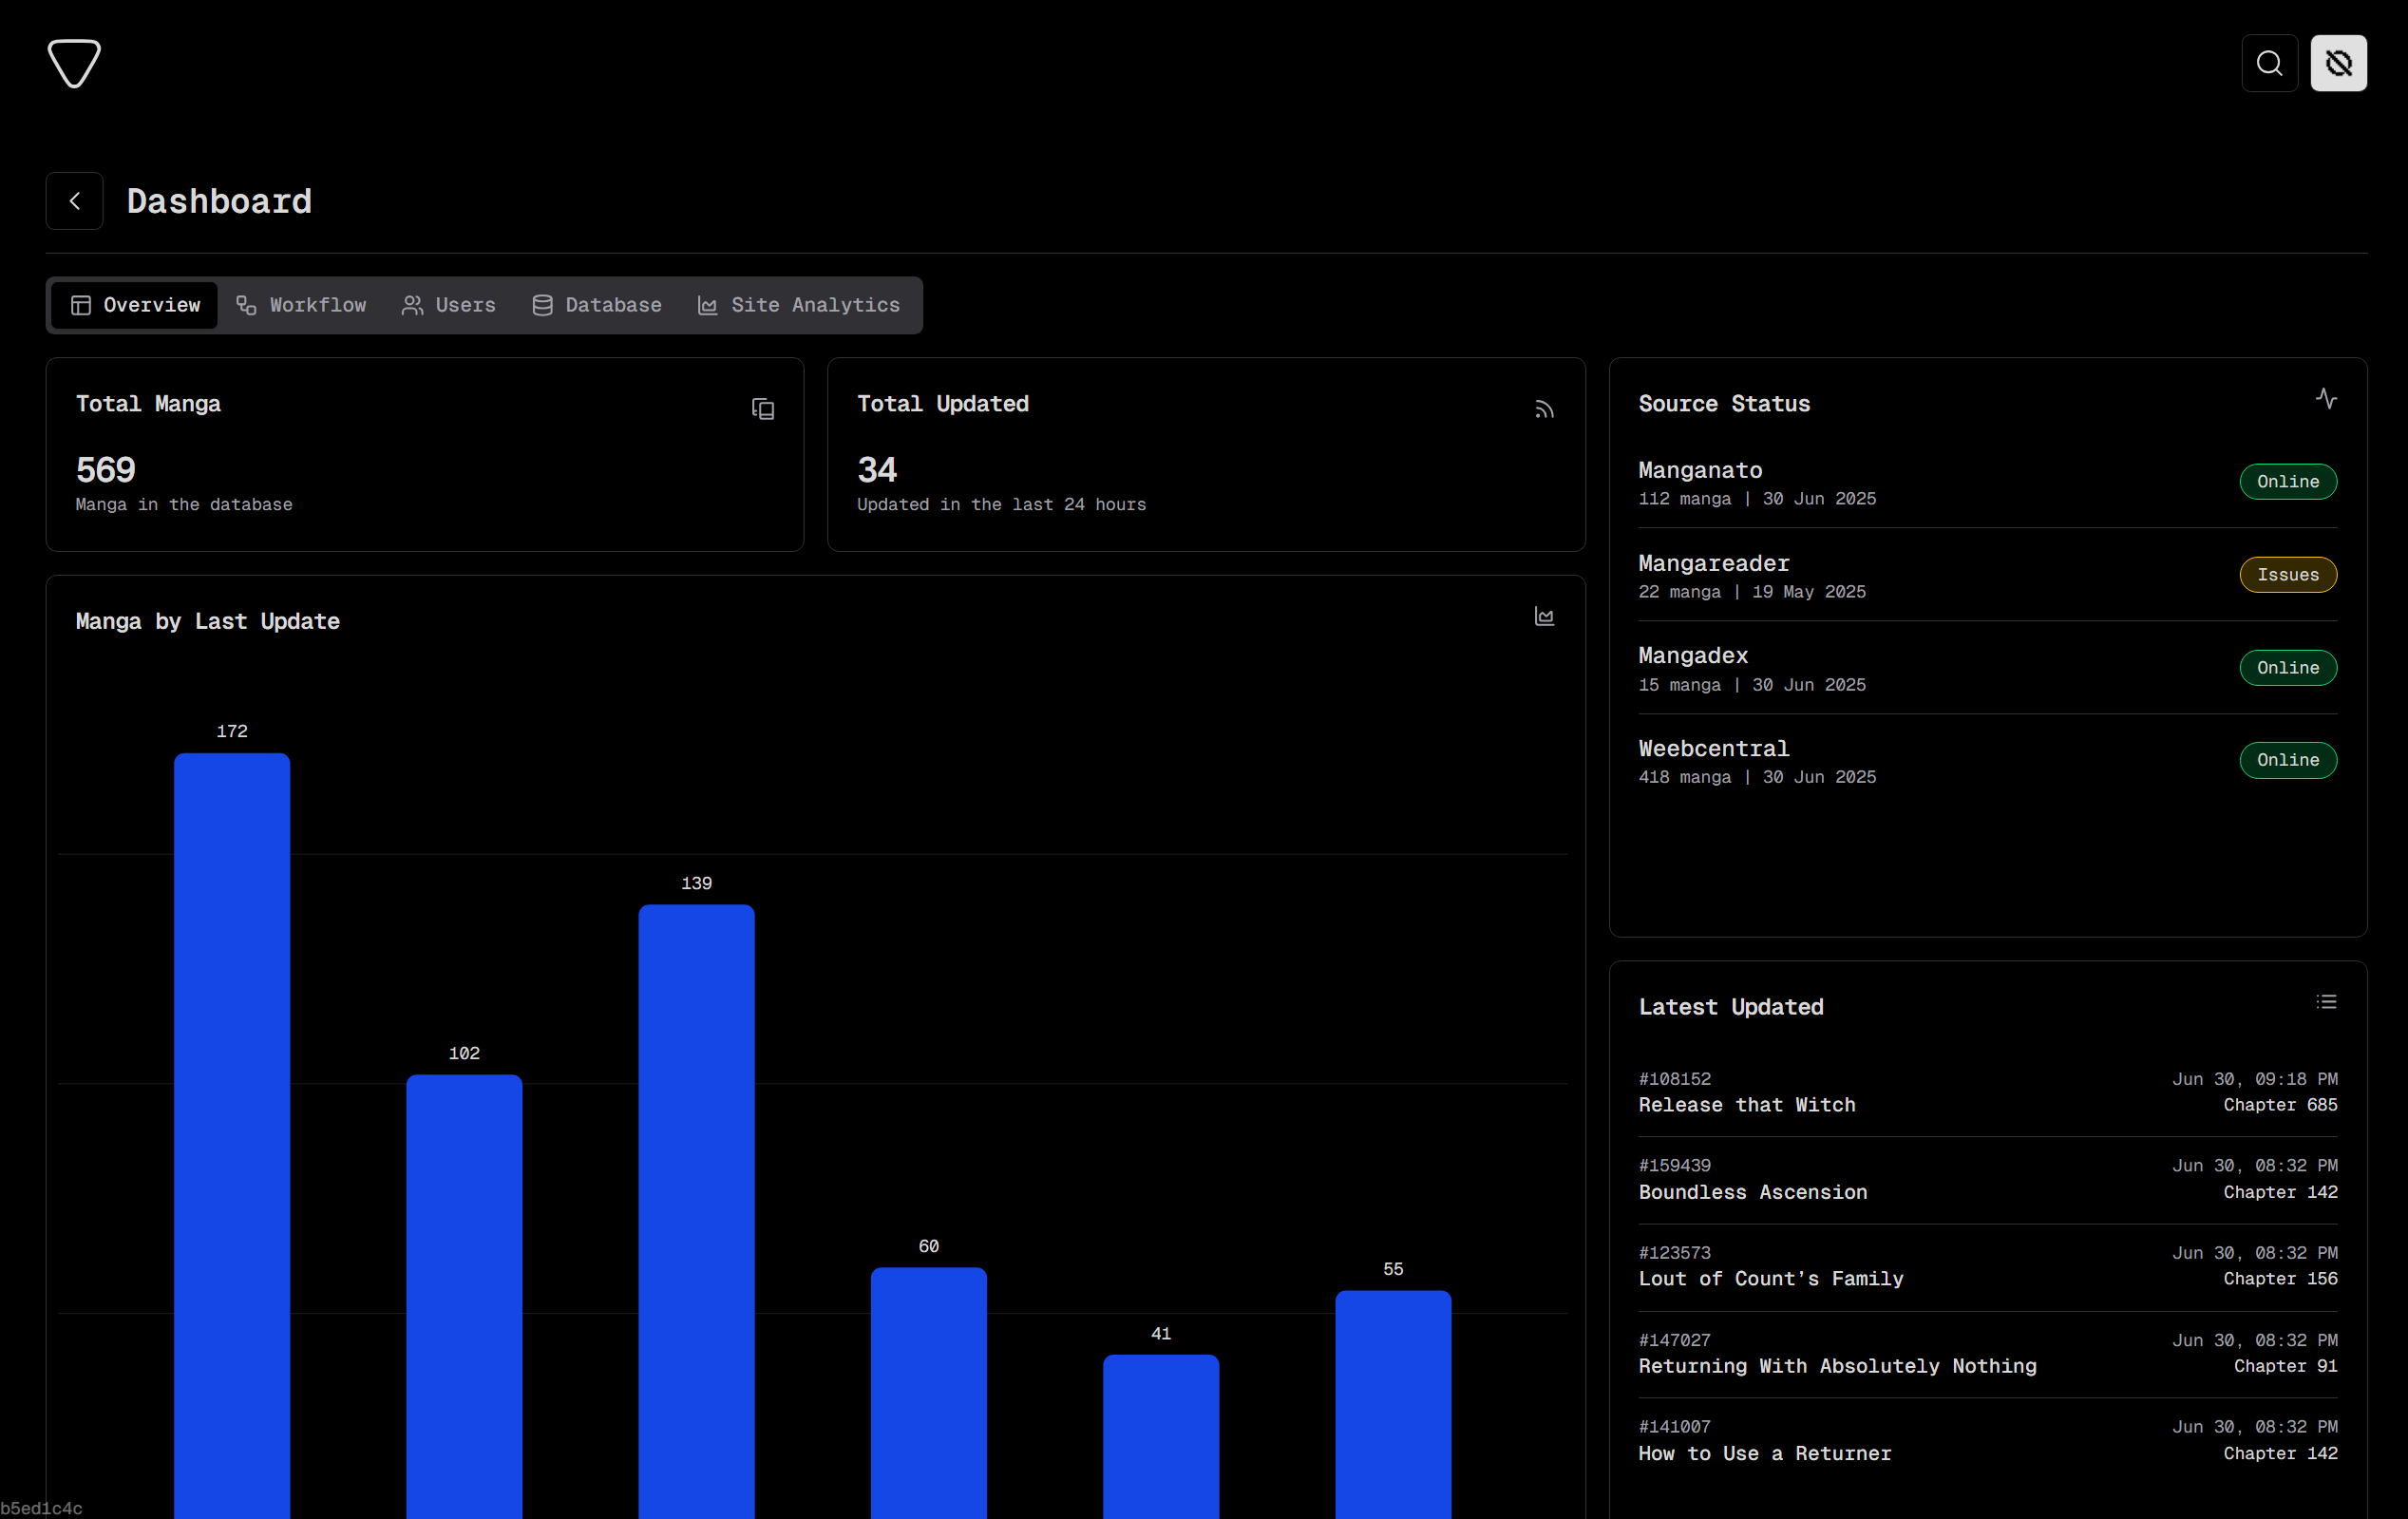 Dashboard
Overview
Workflow
Users
Database
Site Analytics
Total Manga
569
Manga in the database
Total Updated
34
Updated in the last 24 hours
Manga by Last Update
172
102
139
60
41
55
Source Status
Manganato
112 manga | 30 Jun 2025
Online
Mangareader
22 manga | 19 May 2025
Issues
Mangadex
15 manga | 30 Jun 2025
Online
Weebcentral
418 manga | 30 Jun 2025
Online
Latest Updated
#108152
Jun 30, 09:18 PM
Release that Witch
Chapter 685
#159439
Jun 30, 08:32 PM
Boundless Ascension
Chapter 142
#123573
Jun 30, 08:32 PM
Lout of Count’s Family
Chapter 156
#147027
Jun 30, 08:32 PM
Returning With Absolutely Nothing
Chapter 91
#141007
Jun 30, 08:32 PM
How to Use a Returner
Chapter 142
b5ed1c4c